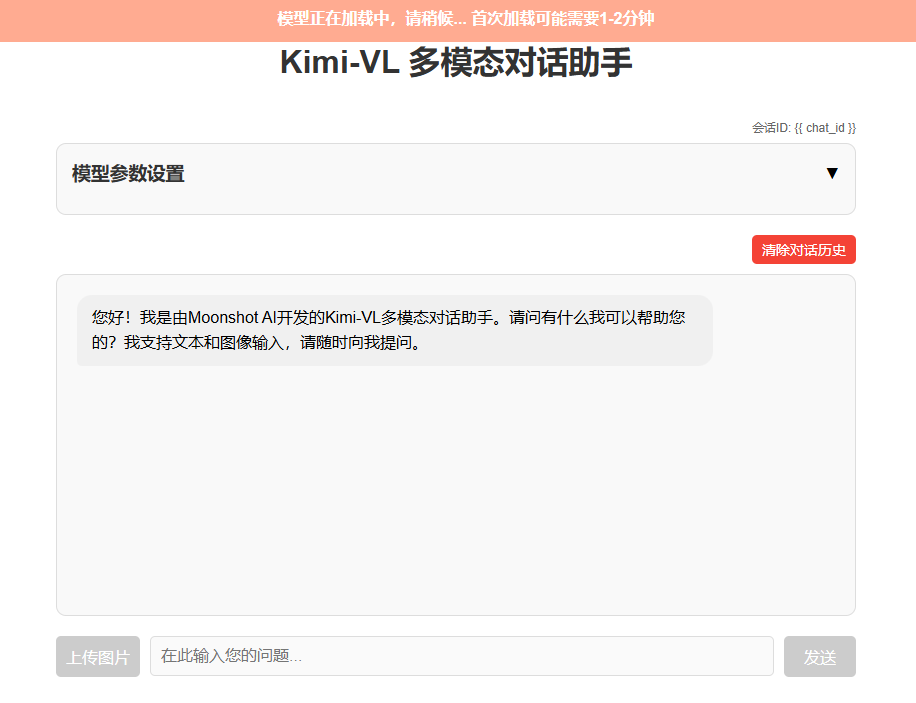 模型正在加载中，请稍候... 首次加载可能需要1-2分钟
Kimi-VL 多模态对话助手
会话ID: {{ chat_id }}
模型参数设置
▼
清除对话历史
您好！我是由Moonshot AI开发的Kimi-VL多模态对话助手。请问有什么我可以帮助您
的？我支持文本和图像输入，请随时向我提问。
上传图片
在此输入您的问题...
发送